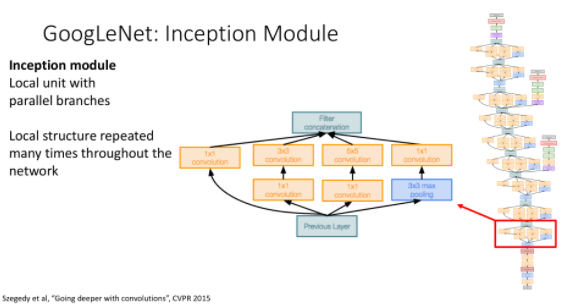 GoogLeNet: Inception Module
Inception module
Local unit with
parallel branches
Local structure repeated
many times throughout the
network
Filter
concatenation
1x1
convolution
3x3
convolution
5x5
convolution
1x1
convolution
1x1
convolution
1x1
convolution
3x3 max
pooling
Previous Layer
Szegedy et al, "Going deeper with convolutions", CVPR 2015